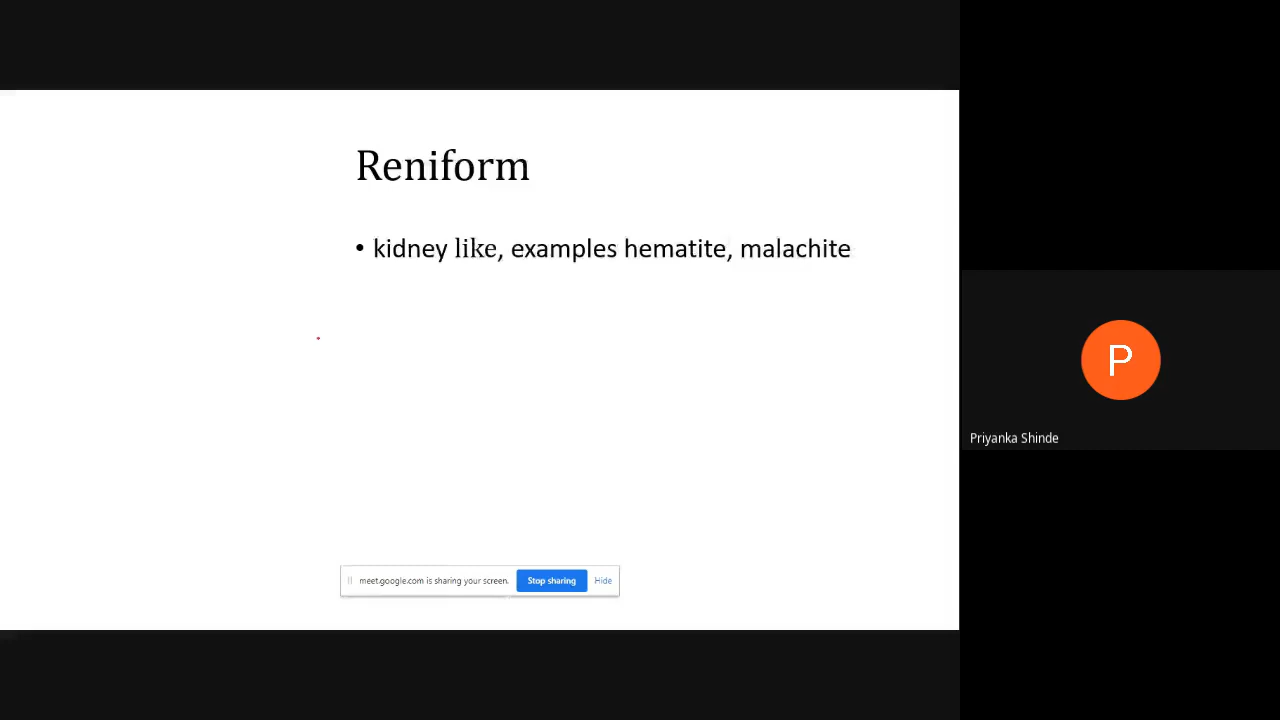 Reniform
• kidney like, examples hematite, malachite
P
Priyanka Shinde
meet.google.com is sharing your screen. Stop sharing Hide